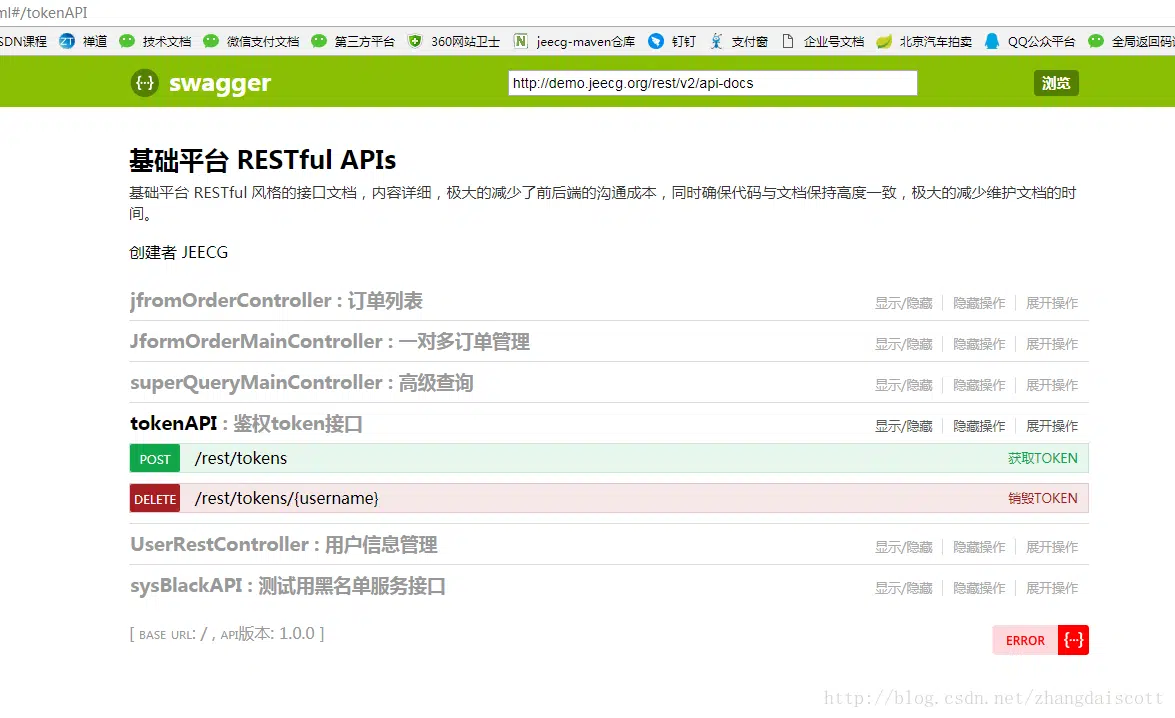 ml#/tokenAPI
SDN课程 ZT 禅道 技术文档 微信支付文档 第三方平台 360网站卫士 N jeecg-maven仓库 钉钉 支付窗 企业号文档 北京汽车拍卖 QQ公众平台 全局返回码
{···} swagger http://demo.jeecg.org/rest/v2/api-docs 浏览
基础平台 RESTful APIs
基础平台 RESTful 风格的接口文档，内容详细，极大的减少了前后端的沟通成本，同时确保代码与文档保持高度一致，极大的减少维护文档的时
间。
创建者 JEECG
jfromOrderController : 订单列表 显示/隐藏 隐藏操作 展开操作
JformOrderMainController : 一对多订单管理 显示/隐藏 隐藏操作 展开操作
superQueryMainController : 高级查询 显示/隐藏 隐藏操作 展开操作
tokenAPI : 鉴权token接口 显示/隐藏 隐藏操作 展开操作
POST /rest/tokens 获取TOKEN
DELETE /rest/tokens/{username} 销毁TOKEN
UserRestController : 用户信息管理 显示/隐藏 隐藏操作 展开操作
sysBlackAPI : 测试用黑名单服务接口 显示/隐藏 隐藏操作 展开操作
[ BASE URL: / , API版本: 1.0.0 ] ERROR {···}
http://blog.csdn.net/zhangdaiscott